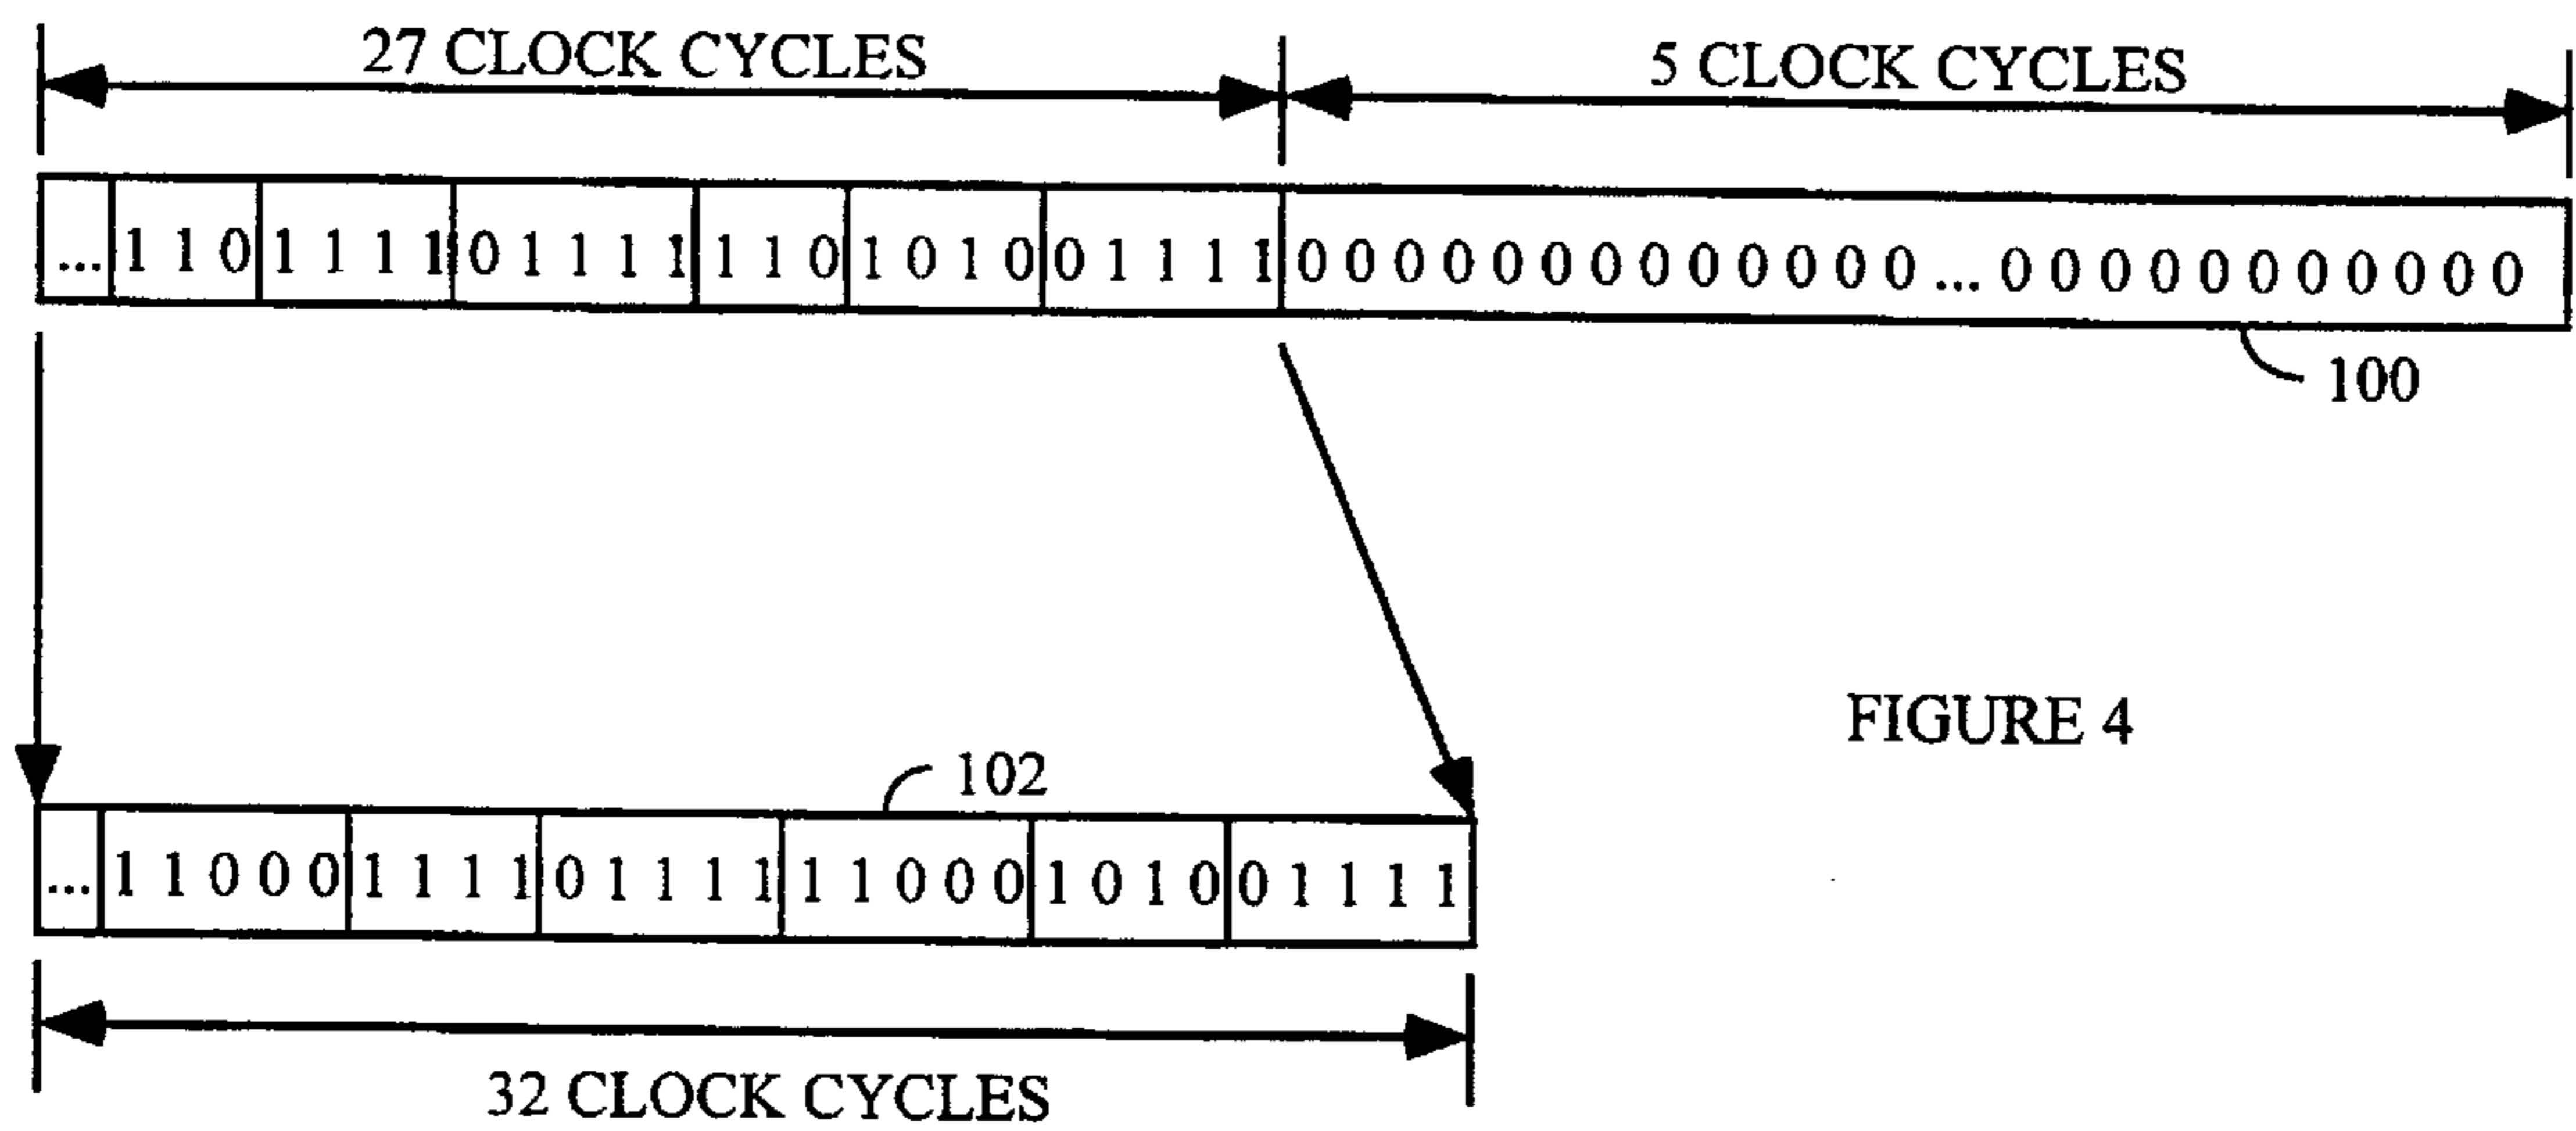 27 CLOCK CYCLES 5 CLOCK CYCLES
... 1 1 0 1 1 1 1 0 1 1 1 1 1 1 0 1 0 1 0 0 1 1 1 1 0 0 0 0 0 0 0 0 0 0 0 0 0 ... 0 0 0 0 0 0 0 0 0 0 0
100
FIGURE 4
102
... 1 1 0 0 0 1 1 1 1 0 1 1 1 1 1 1 0 0 0 1 0 1 0 0 1 1 1 1
32 CLOCK CYCLES